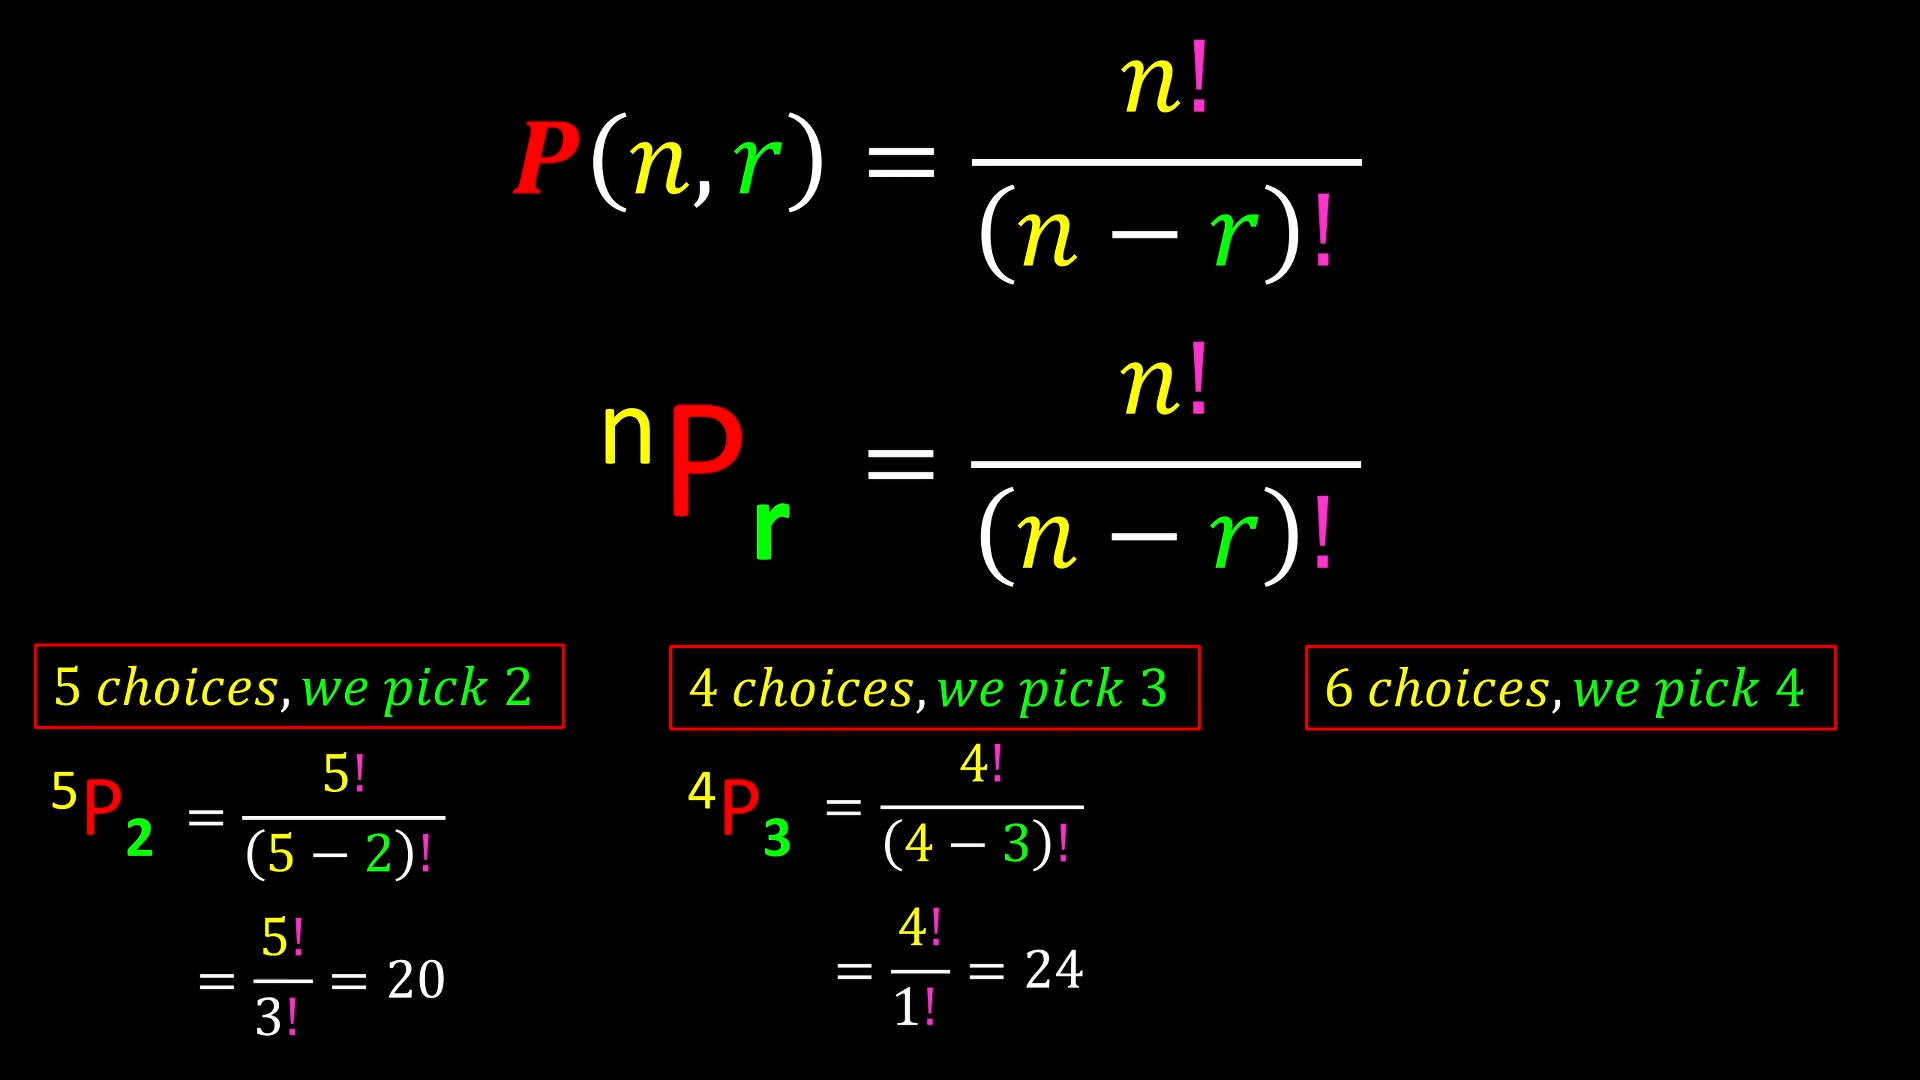 P(n, r) = n! / (n − r)!
ⁿPᵣ = n! / (n − r)!
5 choices, we pick 2
⁵P₂ = 5! / (5 − 2)!
= 5! / 3! = 20
4 choices, we pick 3
⁴P₃ = 4! / (4 − 3)!
= 4! / 1! = 24
6 choices, we pick 4